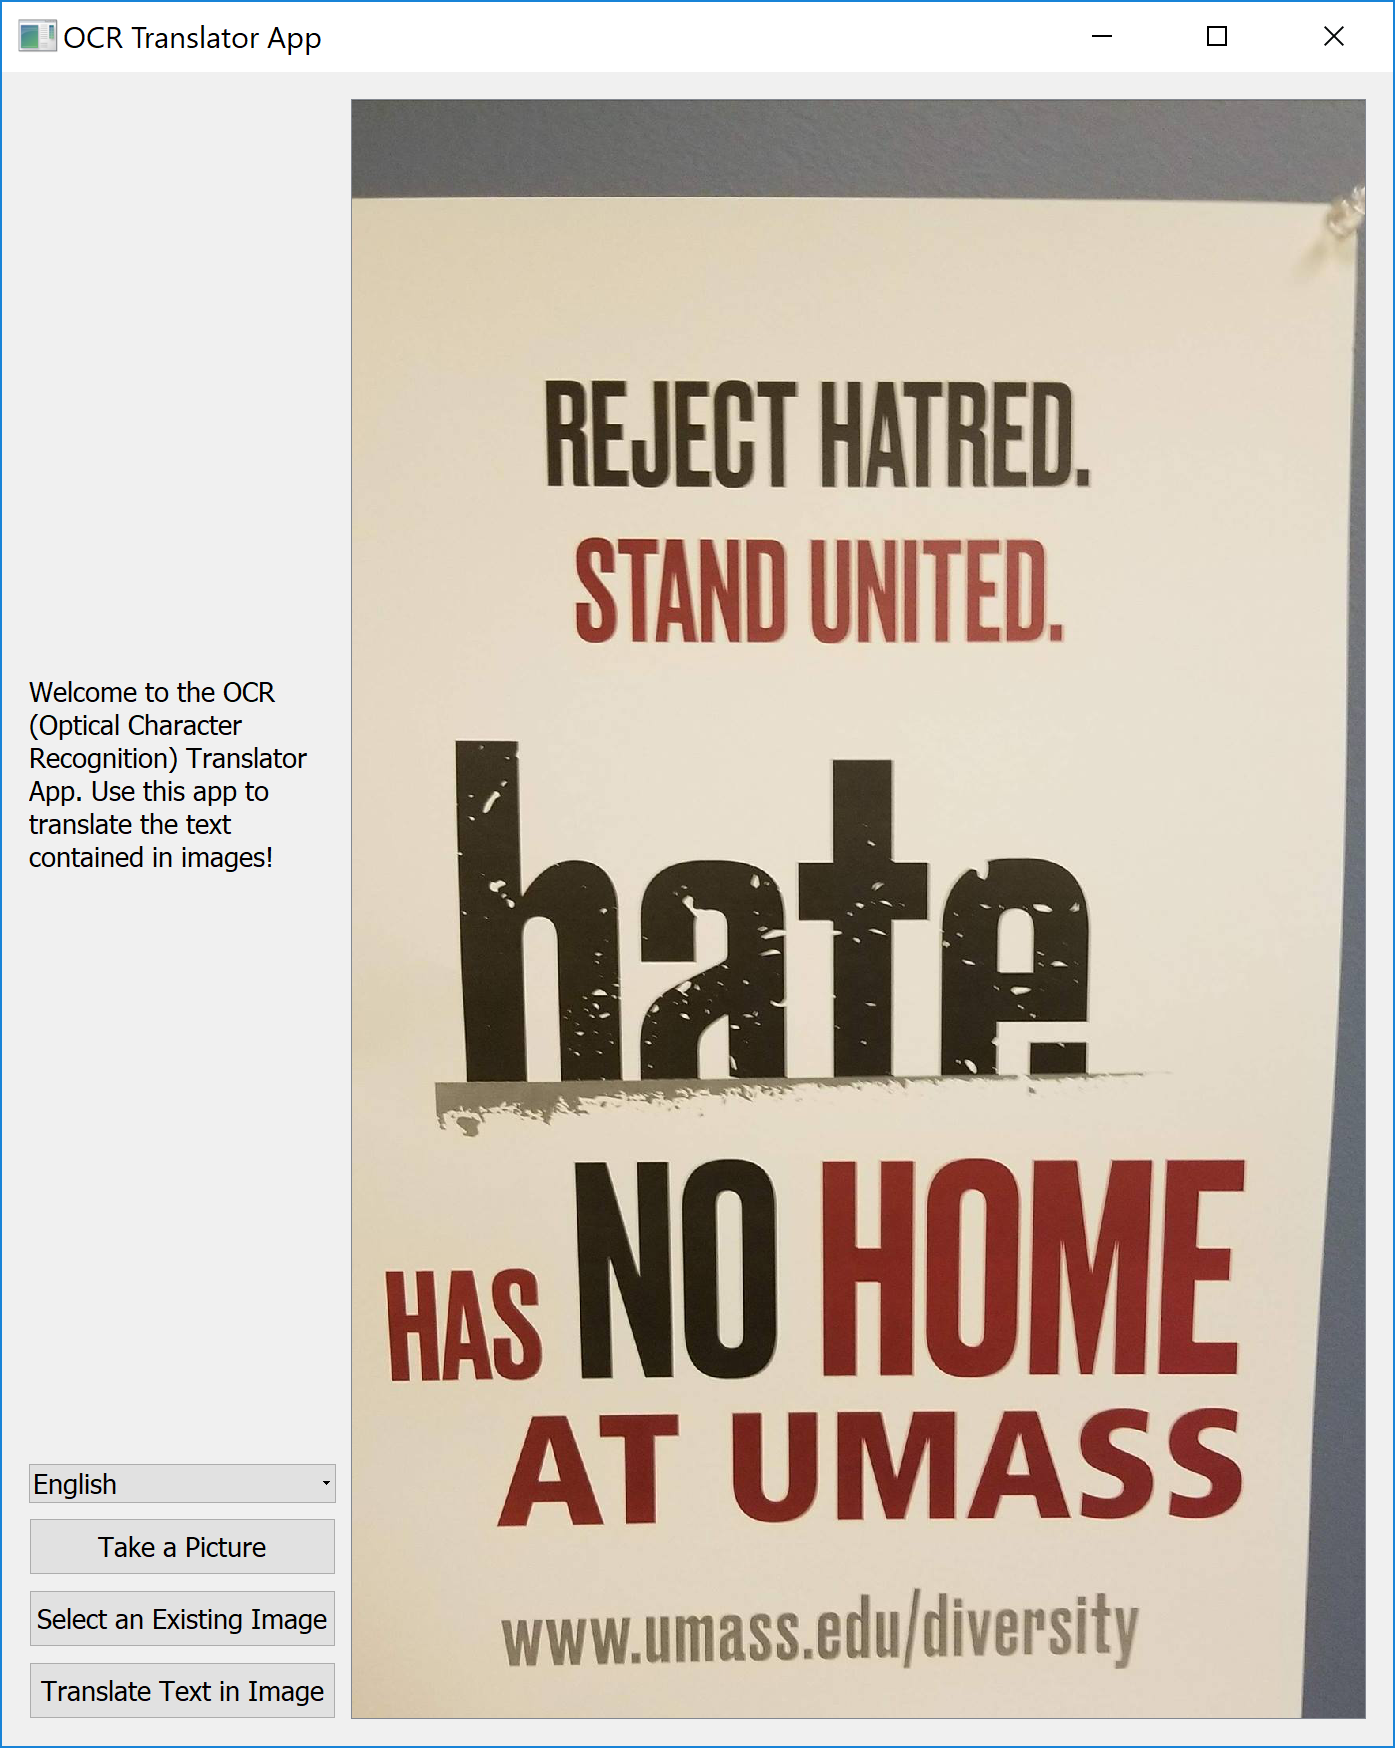 OCR Translator App
Welcome to the OCR
(Optical Character
Recognition) Translator
App. Use this app to
translate the text
contained in images!
English
Take a Picture
Select an Existing Image
Translate Text in Image
REJECT HATRED.
STAND UNITED.
hate
HAS NO HOME
AT UMASS
www.umass.edu/diversity